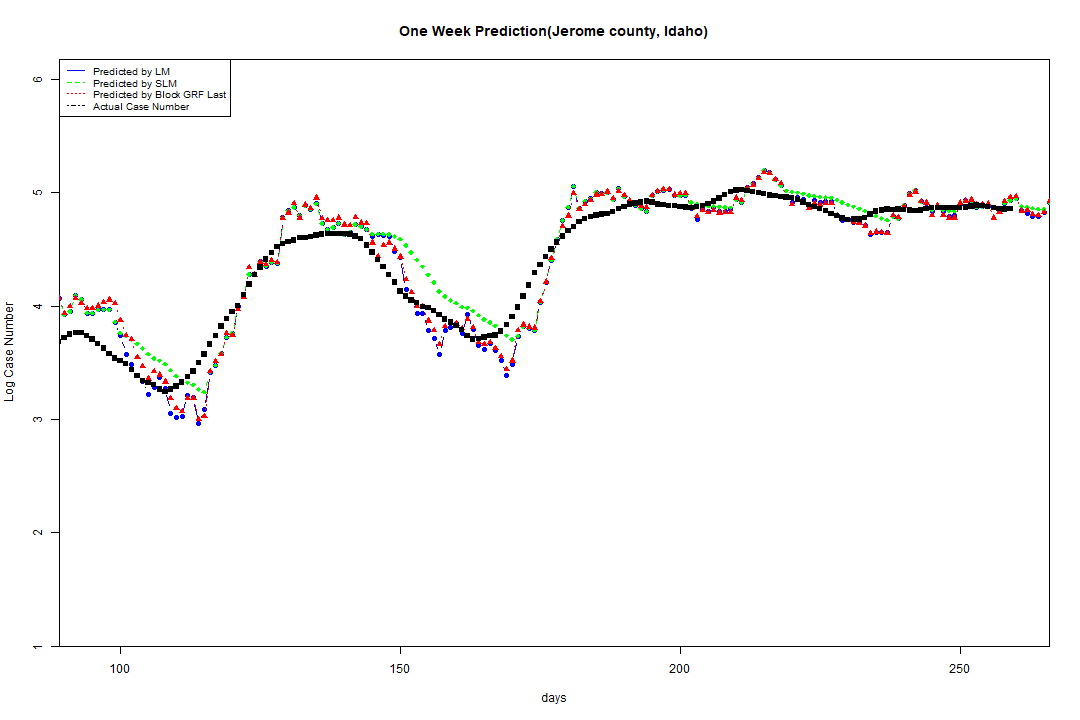 One Week Prediction(Jerome county, Idaho)
Predicted by LM
Predicted by SLM
Predicted by Block GRF Last
Actual Case Number
6
5
4
3
2
1
Log Case Number
100
150
200
250
days